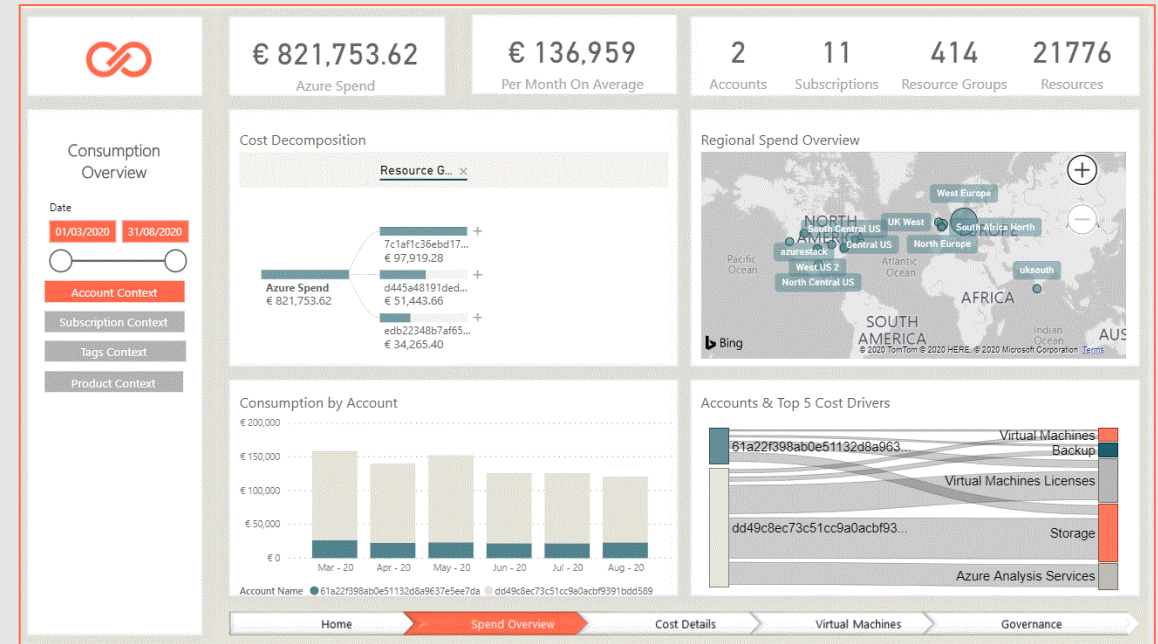 € 821,753.62
Azure Spend
€ 136,959
Per Month On Average
2
Accounts
11
Subscriptions
414
Resource Groups
21776
Resources
Consumption
Overview
Date
01/03/2020
31/08/2020
Account Context
Subscription Context
Tags Context
Product Context
Cost Decomposition
Resource G... ×
Azure Spend
€ 821,753.62
7c1af1c36ebd17...
€ 97,919.28
d445a48191ded...
€ 51,443.66
edb22348b7af65...
€ 34,265.40
Regional Spend Overview
West Europe
NORTH
AMERICA
South Central US
UK West
South Africa North
EUROPE
azurestack
Central US
North Europe
Pacific
Ocean
West US 2
Atlantic
Ocean
North Central US
uksouth
AFRICA
SOUTH
AMERICA
Indian
Ocean
AUS
Bing
© 2020 TomTom © 2020 HERE, © 2020 Microsoft Corporation Terms
Consumption by Account
€ 200,000
€ 150,000
€ 100,000
€ 50,000
€ 0
Mar - 20
Apr - 20
May - 20
Jun - 20
Jul - 20
Aug - 20
Account Name
61a22f398ab0e51132d8a9637e5ee7da
dd49c8ec73c51cc9a0acbf9391bdd589
Accounts & Top 5 Cost Drivers
61a22f398ab0e51132d8a963...
dd49c8ec73c51cc9a0acbf93...
Virtual Machines
Backup
Virtual Machines Licenses
Storage
Azure Analysis Services
Home
Spend Overview
Cost Details
Virtual Machines
Governance